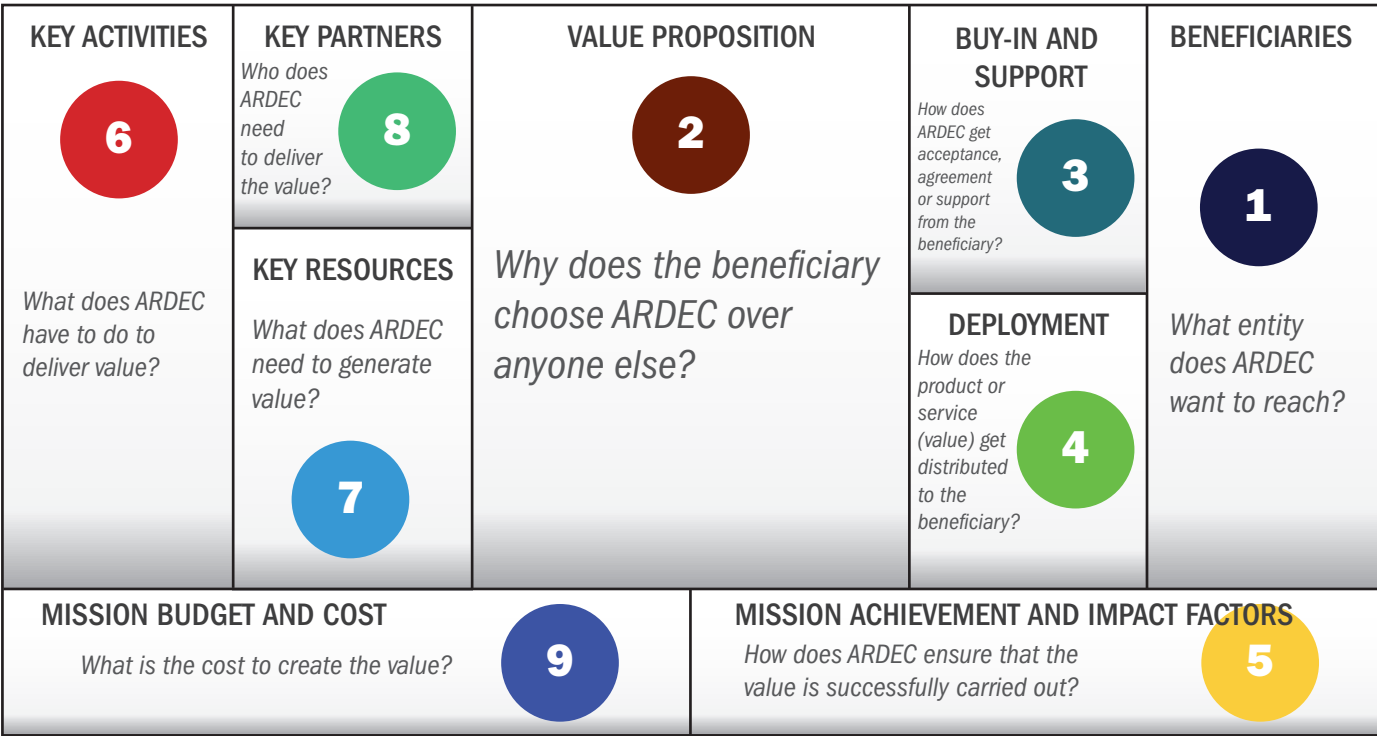 KEY ACTIVITIES
6
What does ARDEC
have to do to
deliver value?
KEY PARTNERS
Who does
ARDEC
need
to deliver
the value?
8
KEY RESOURCES
What does ARDEC
need to generate
value?
7
VALUE PROPOSITION
2
Why does the beneficiary
choose ARDEC over
anyone else?
BUY-IN AND
SUPPORT
How does
ARDEC get
acceptance,
agreement
or support
from the
beneficiary?
3
DEPLOYMENT
How does the
product or
service
(value) get
distributed
to the
beneficiary?
4
BENEFICIARIES
1
What entity
does ARDEC
want to reach?
MISSION BUDGET AND COST
What is the cost to create the value?
9
MISSION ACHIEVEMENT AND IMPACT FACTORS
How does ARDEC ensure that the
value is successfully carried out?
5